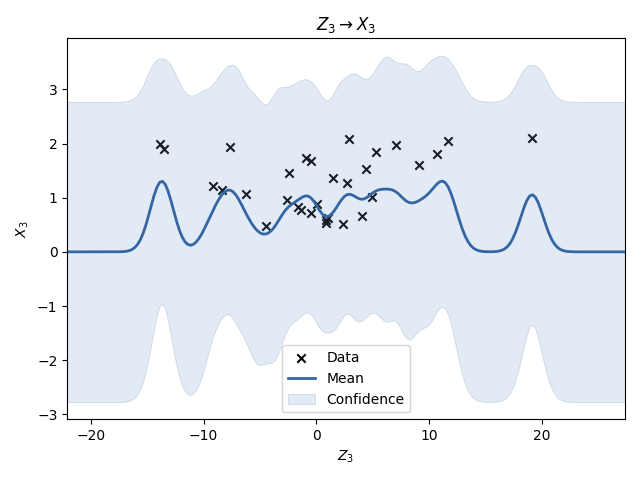 Z₃ → X₃
3
2
1
0
−1
−2
−3
X₃
Data
Mean
Confidence
−20
−10
0
10
20
Z₃